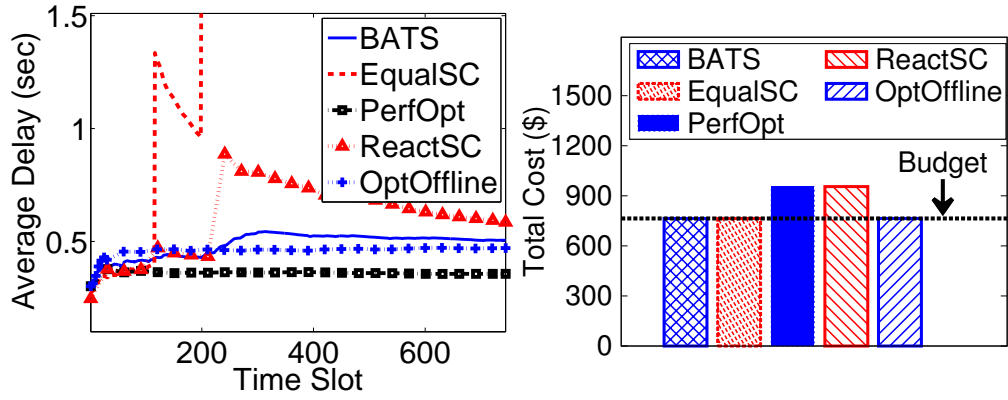 Average Delay (sec)
1.5
1
0.5
200
400
600
Time Slot
BATS
EqualSC
PerfOpt
ReactSC
OptOffline
Total Cost ($)
1500
1200
900
600
300
0
BATS
EqualSC
PerfOpt
ReactSC
OptOffline
Budget